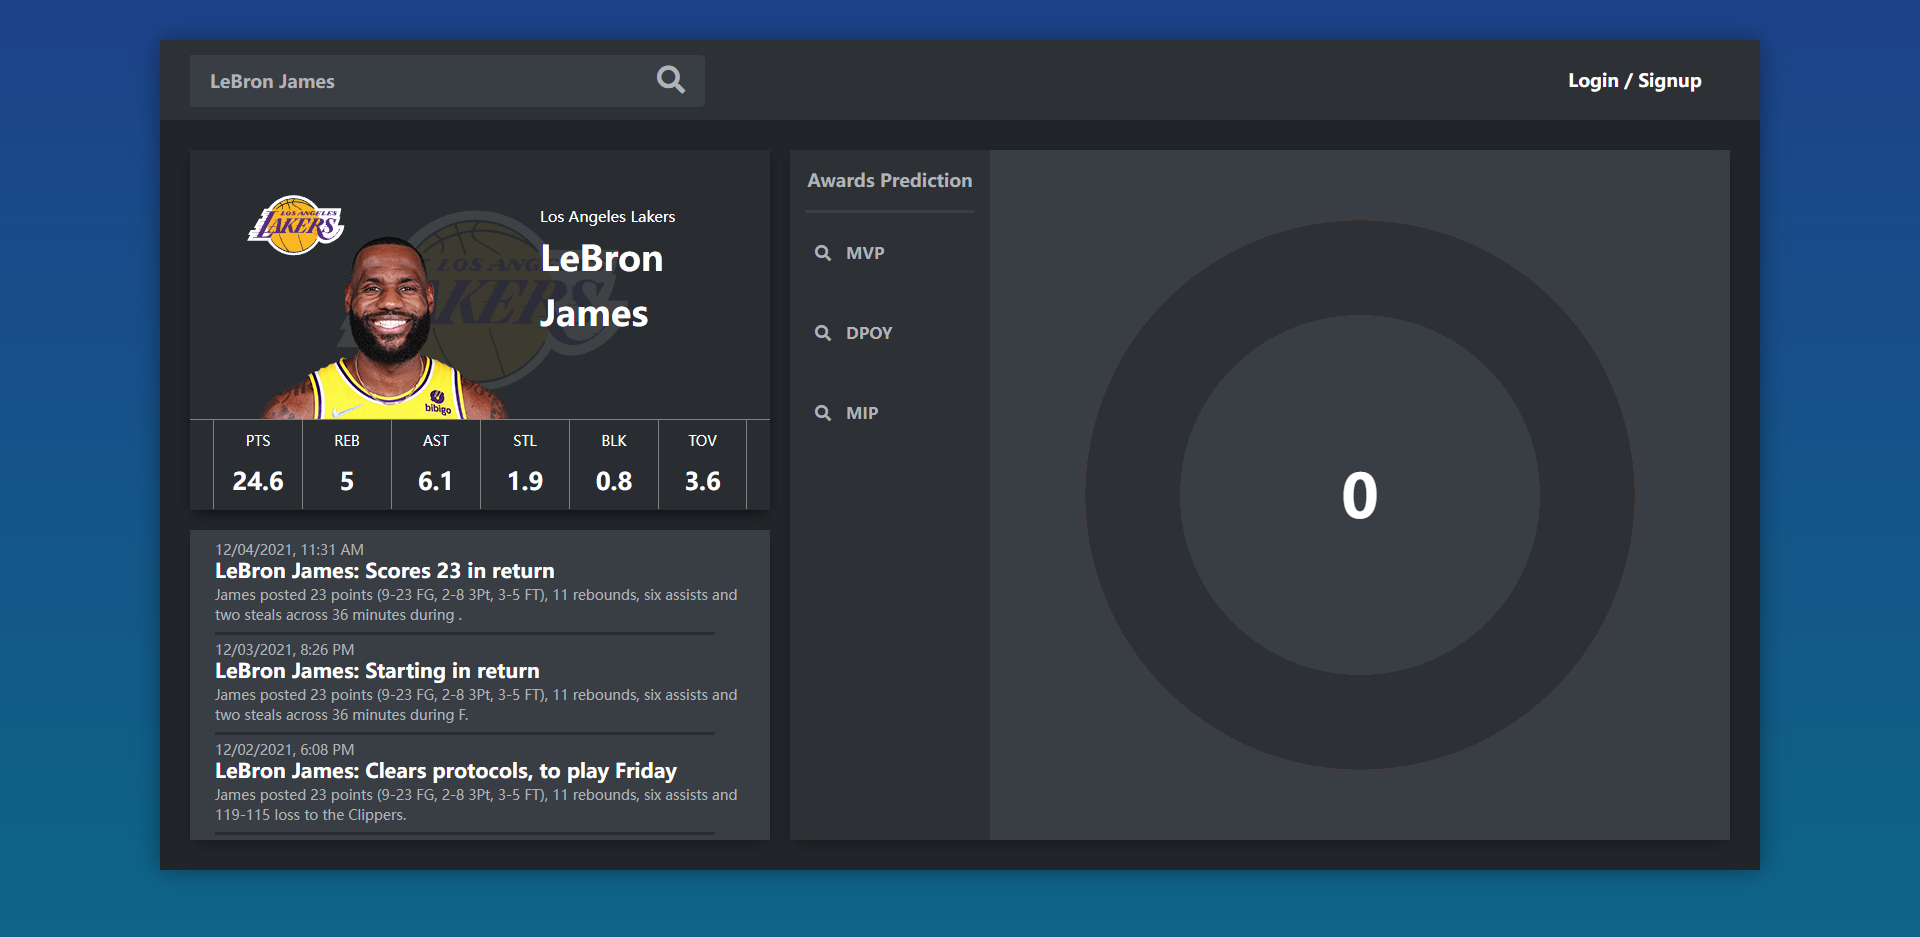 LeBron James
Login / Signup
LOS ANGELES
LAKERS
Los Angeles Lakers
LeBron
James
bibigo
PTS
REB
AST
STL
BLK
TOV
24.6
5
6.1
1.9
0.8
3.6
12/04/2021, 11:31 AM
LeBron James: Scores 23 in return
James posted 23 points (9-23 FG, 2-8 3Pt, 3-5 FT), 11 rebounds, six assists and
two steals across 36 minutes during .
12/03/2021, 8:26 PM
LeBron James: Starting in return
James posted 23 points (9-23 FG, 2-8 3Pt, 3-5 FT), 11 rebounds, six assists and
two steals across 36 minutes during F.
12/02/2021, 6:08 PM
LeBron James: Clears protocols, to play Friday
James posted 23 points (9-23 FG, 2-8 3Pt, 3-5 FT), 11 rebounds, six assists and
119-115 loss to the Clippers.
Awards Prediction
MVP
DPOY
MIP
0